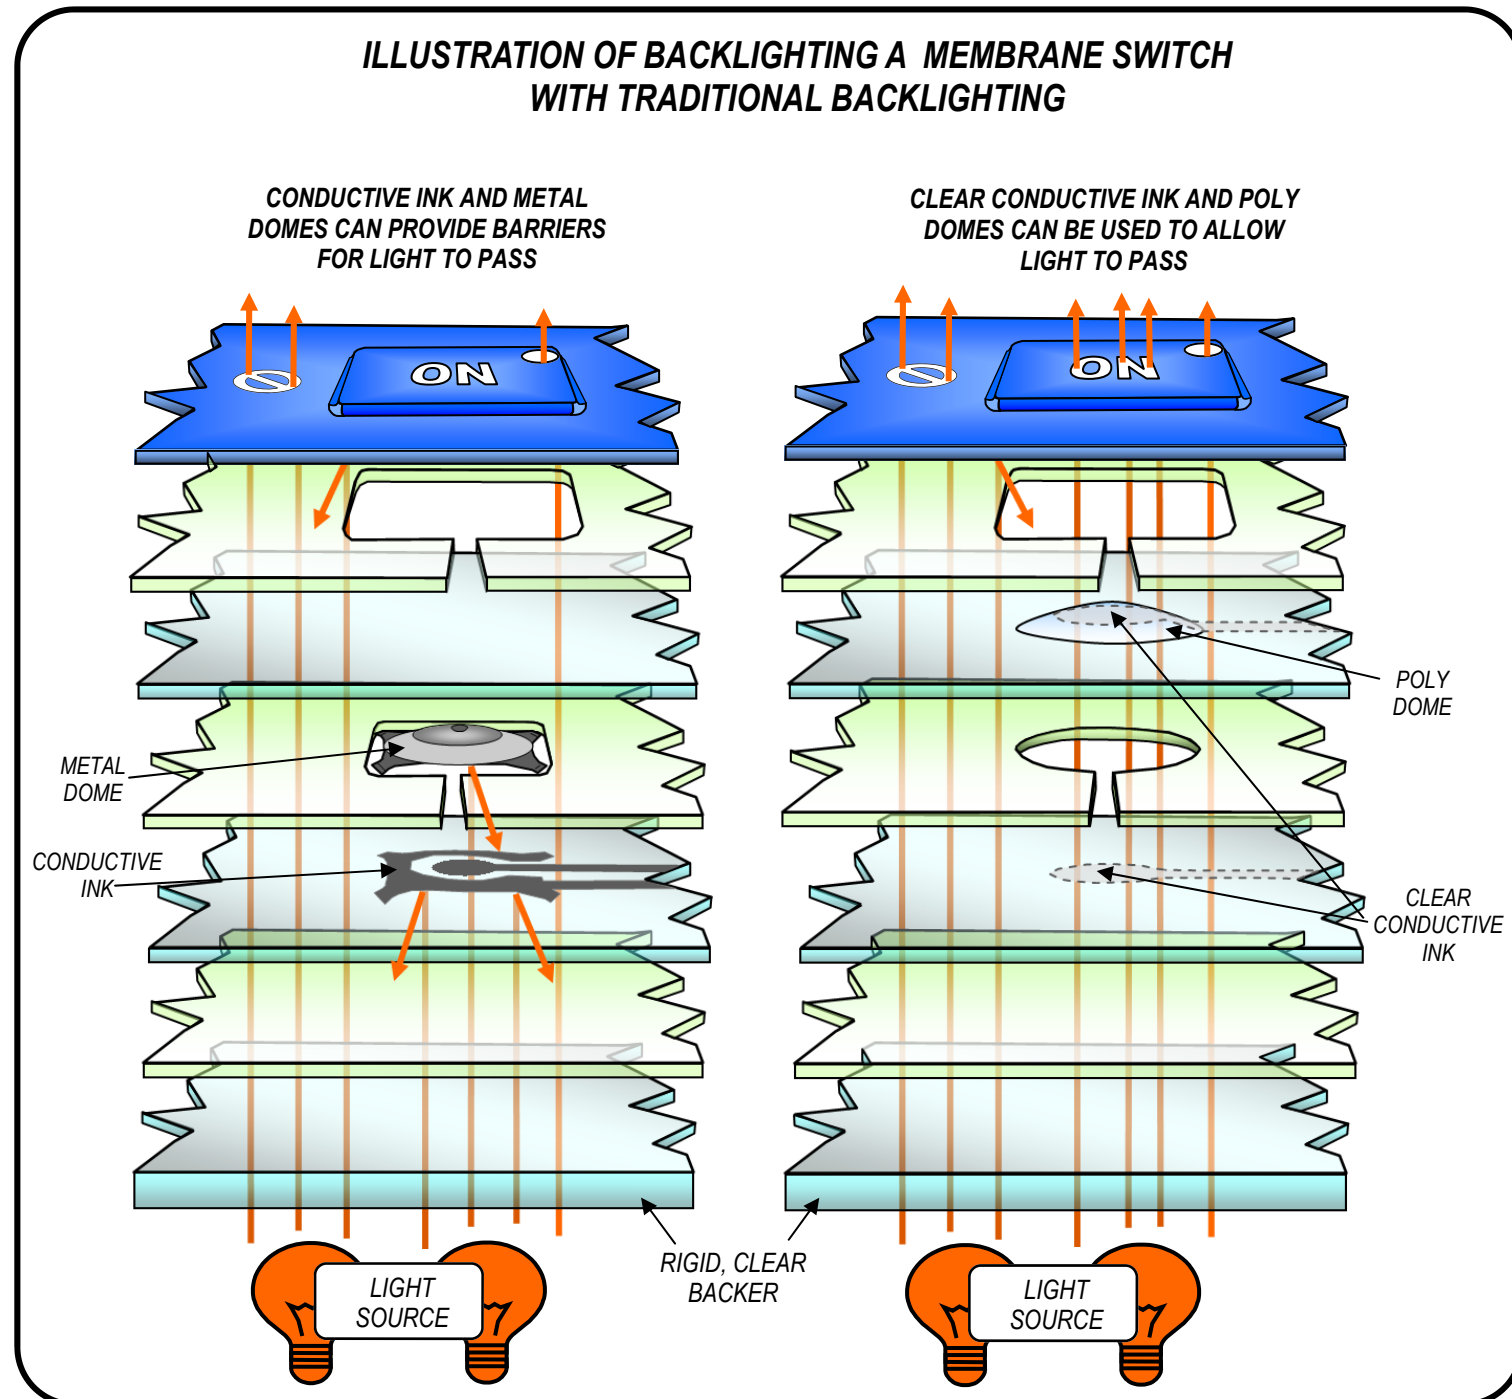 ILLUSTRATION OF BACKLIGHTING A MEMBRANE SWITCH
WITH TRADITIONAL BACKLIGHTING
CONDUCTIVE INK AND METAL
DOMES CAN PROVIDE BARRIERS
FOR LIGHT TO PASS
CLEAR CONDUCTIVE INK AND POLY
DOMES CAN BE USED TO ALLOW
LIGHT TO PASS
ON
ON
METAL
DOME
CONDUCTIVE
INK
POLY
DOME
CLEAR
CONDUCTIVE
INK
RIGID, CLEAR
BACKER
LIGHT
SOURCE
LIGHT
SOURCE